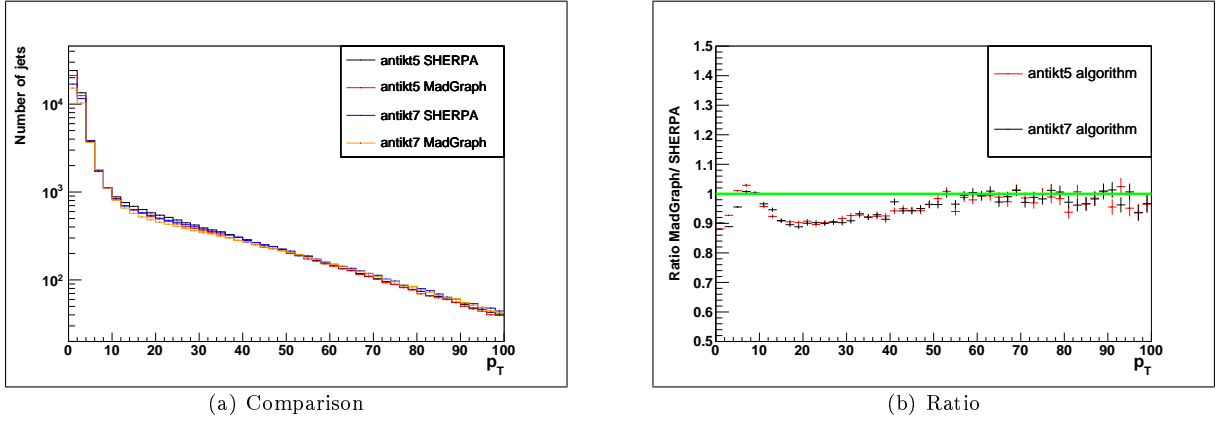 Number of jets
10^4
10^3
10^2
0 10 20 30 40 50 60 70 80 90 100
p_T
antikt5 SHERPA
antikt5 MadGraph
antikt7 SHERPA
antikt7 MadGraph
(a) Comparison
Ratio MadGraph/ SHERPA
1.5
1.4
1.3
1.2
1.1
1
0.9
0.8
0.7
0.6
0.5
0 10 20 30 40 50 60 70 80 90 100
p_T
antikt5 algorithm
antikt7 algorithm
(b) Ratio